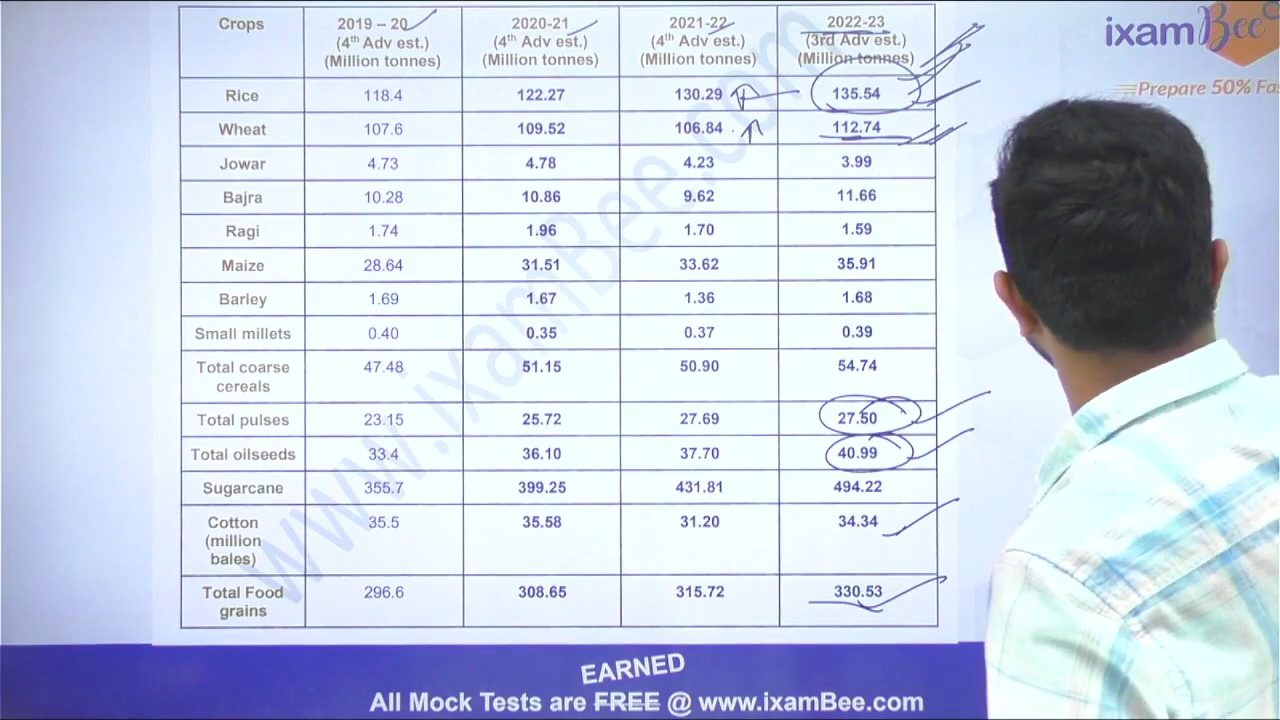 Crops 2019 – 20 2020-21 2021-22 2022-23
(4th Adv est.) (4th Adv est.) (4th Adv est.) (3rd Adv est.)
(Million tonnes) (Million tonnes) (Million tonnes) (Million tonnes)
Rice 118.4 122.27 130.29 135.54
Wheat 107.6 109.52 106.84 112.74
Jowar 4.73 4.78 4.23 3.99
Bajra 10.28 10.86 9.62 11.66
Ragi 1.74 1.96 1.70 1.59
Maize 28.64 31.51 33.62 35.91
Barley 1.69 1.67 1.36 1.68
Small millets 0.40 0.35 0.37 0.39
Total coarse 47.48 51.15 50.90 54.74
cereals
Total pulses 23.15 25.72 27.69 27.50
Total oilseeds 33.4 36.10 37.70 40.99
Sugarcane 355.7 399.25 431.81 494.22
Cotton 35.5 35.58 31.20 34.34
(million
bales)
Total Food 296.6 308.65 315.72 330.53
grains
www.ixamBee.com
ixamBee
Prepare 50% Fas
EARNED
All Mock Tests are FREE @ www.ixamBee.com